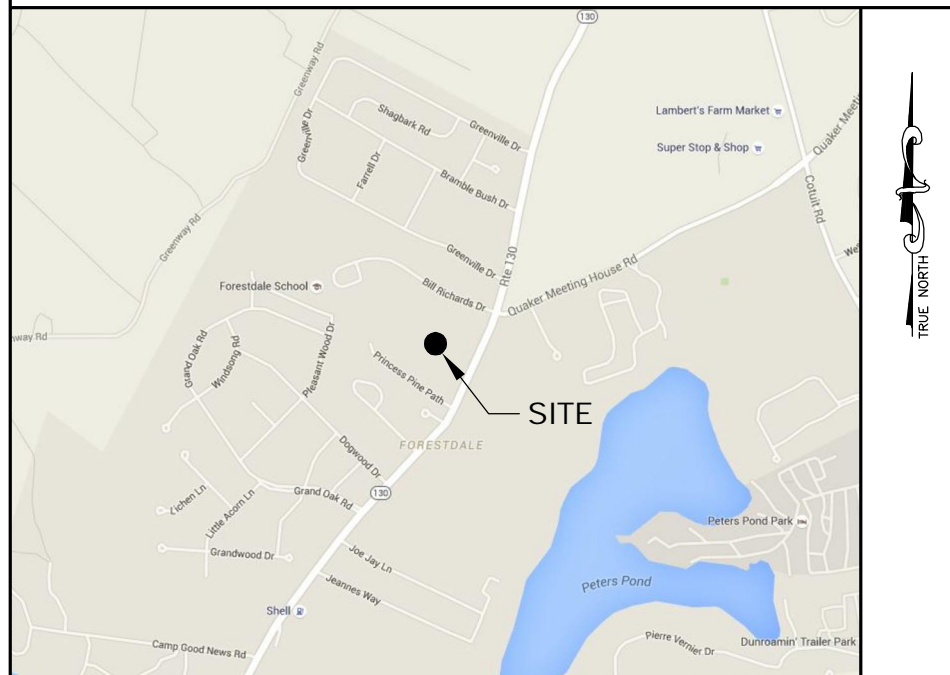 130
Greenway Rd
Shagbark Rd
Greenville Dr
Greenville Dr
Farrell Dr
Bramble Bush Dr
Lambert's Farm Market
Super Stop & Shop
Quaker Meeting
Cotuit Rd
Greenway Rd
Greenville Dr
Rte 130
Quaker Meeting House Rd
Bill Richards Dr
Forestdale School
TRUE NORTH
way Rd
Grand Oak Rd
Windsong Rd
Pleasant Wood Dr
Princess Pine Path
SITE
FORESTDALE
Dogwood Dr
130
Grand Oak Rd
Lichen Ln
Little Acorn Ln
Grandwood Dr
Peters Pond Park
Joe Jay Ln
Jeannes Way
Peters Pond
Shell
Pierre Vernier Dr
Dunroamin' Trailer Park
Camp Good News Rd